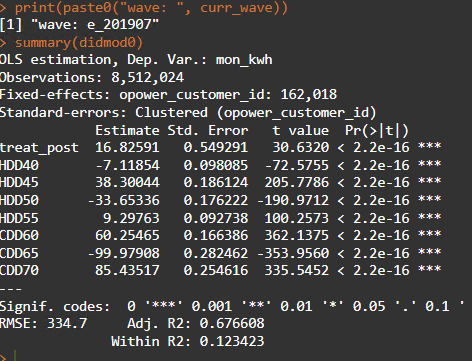 > print(paste0("wave: ", curr_wave))
[1] "wave: e_201907"
> summary(didmod0)
OLS estimation, Dep. Var.: mon_kwh
Observations: 8,512,024
Fixed-effects: opower_customer_id: 162,018
Standard-errors: Clustered (opower_customer_id)
Estimate Std. Error t value Pr(>|t|)
treat_post 16.82591 0.549291 30.6320 < 2.2e-16 ***
HDD40 -7.11854 0.098085 -72.5755 < 2.2e-16 ***
HDD45 38.30044 0.186124 205.7786 < 2.2e-16 ***
HDD50 -33.65336 0.176222 -190.9712 < 2.2e-16 ***
HDD55 9.29763 0.092738 100.2573 < 2.2e-16 ***
CDD60 60.25465 0.166386 362.1375 < 2.2e-16 ***
CDD65 -99.97908 0.282462 -353.9560 < 2.2e-16 ***
CDD70 85.43517 0.254616 335.5452 < 2.2e-16 ***
---
Signif. codes: 0 '***' 0.001 '**' 0.01 '*' 0.05 '.' 0.1 '
RMSE: 334.7 Adj. R2: 0.676608
Within R2: 0.123423
>